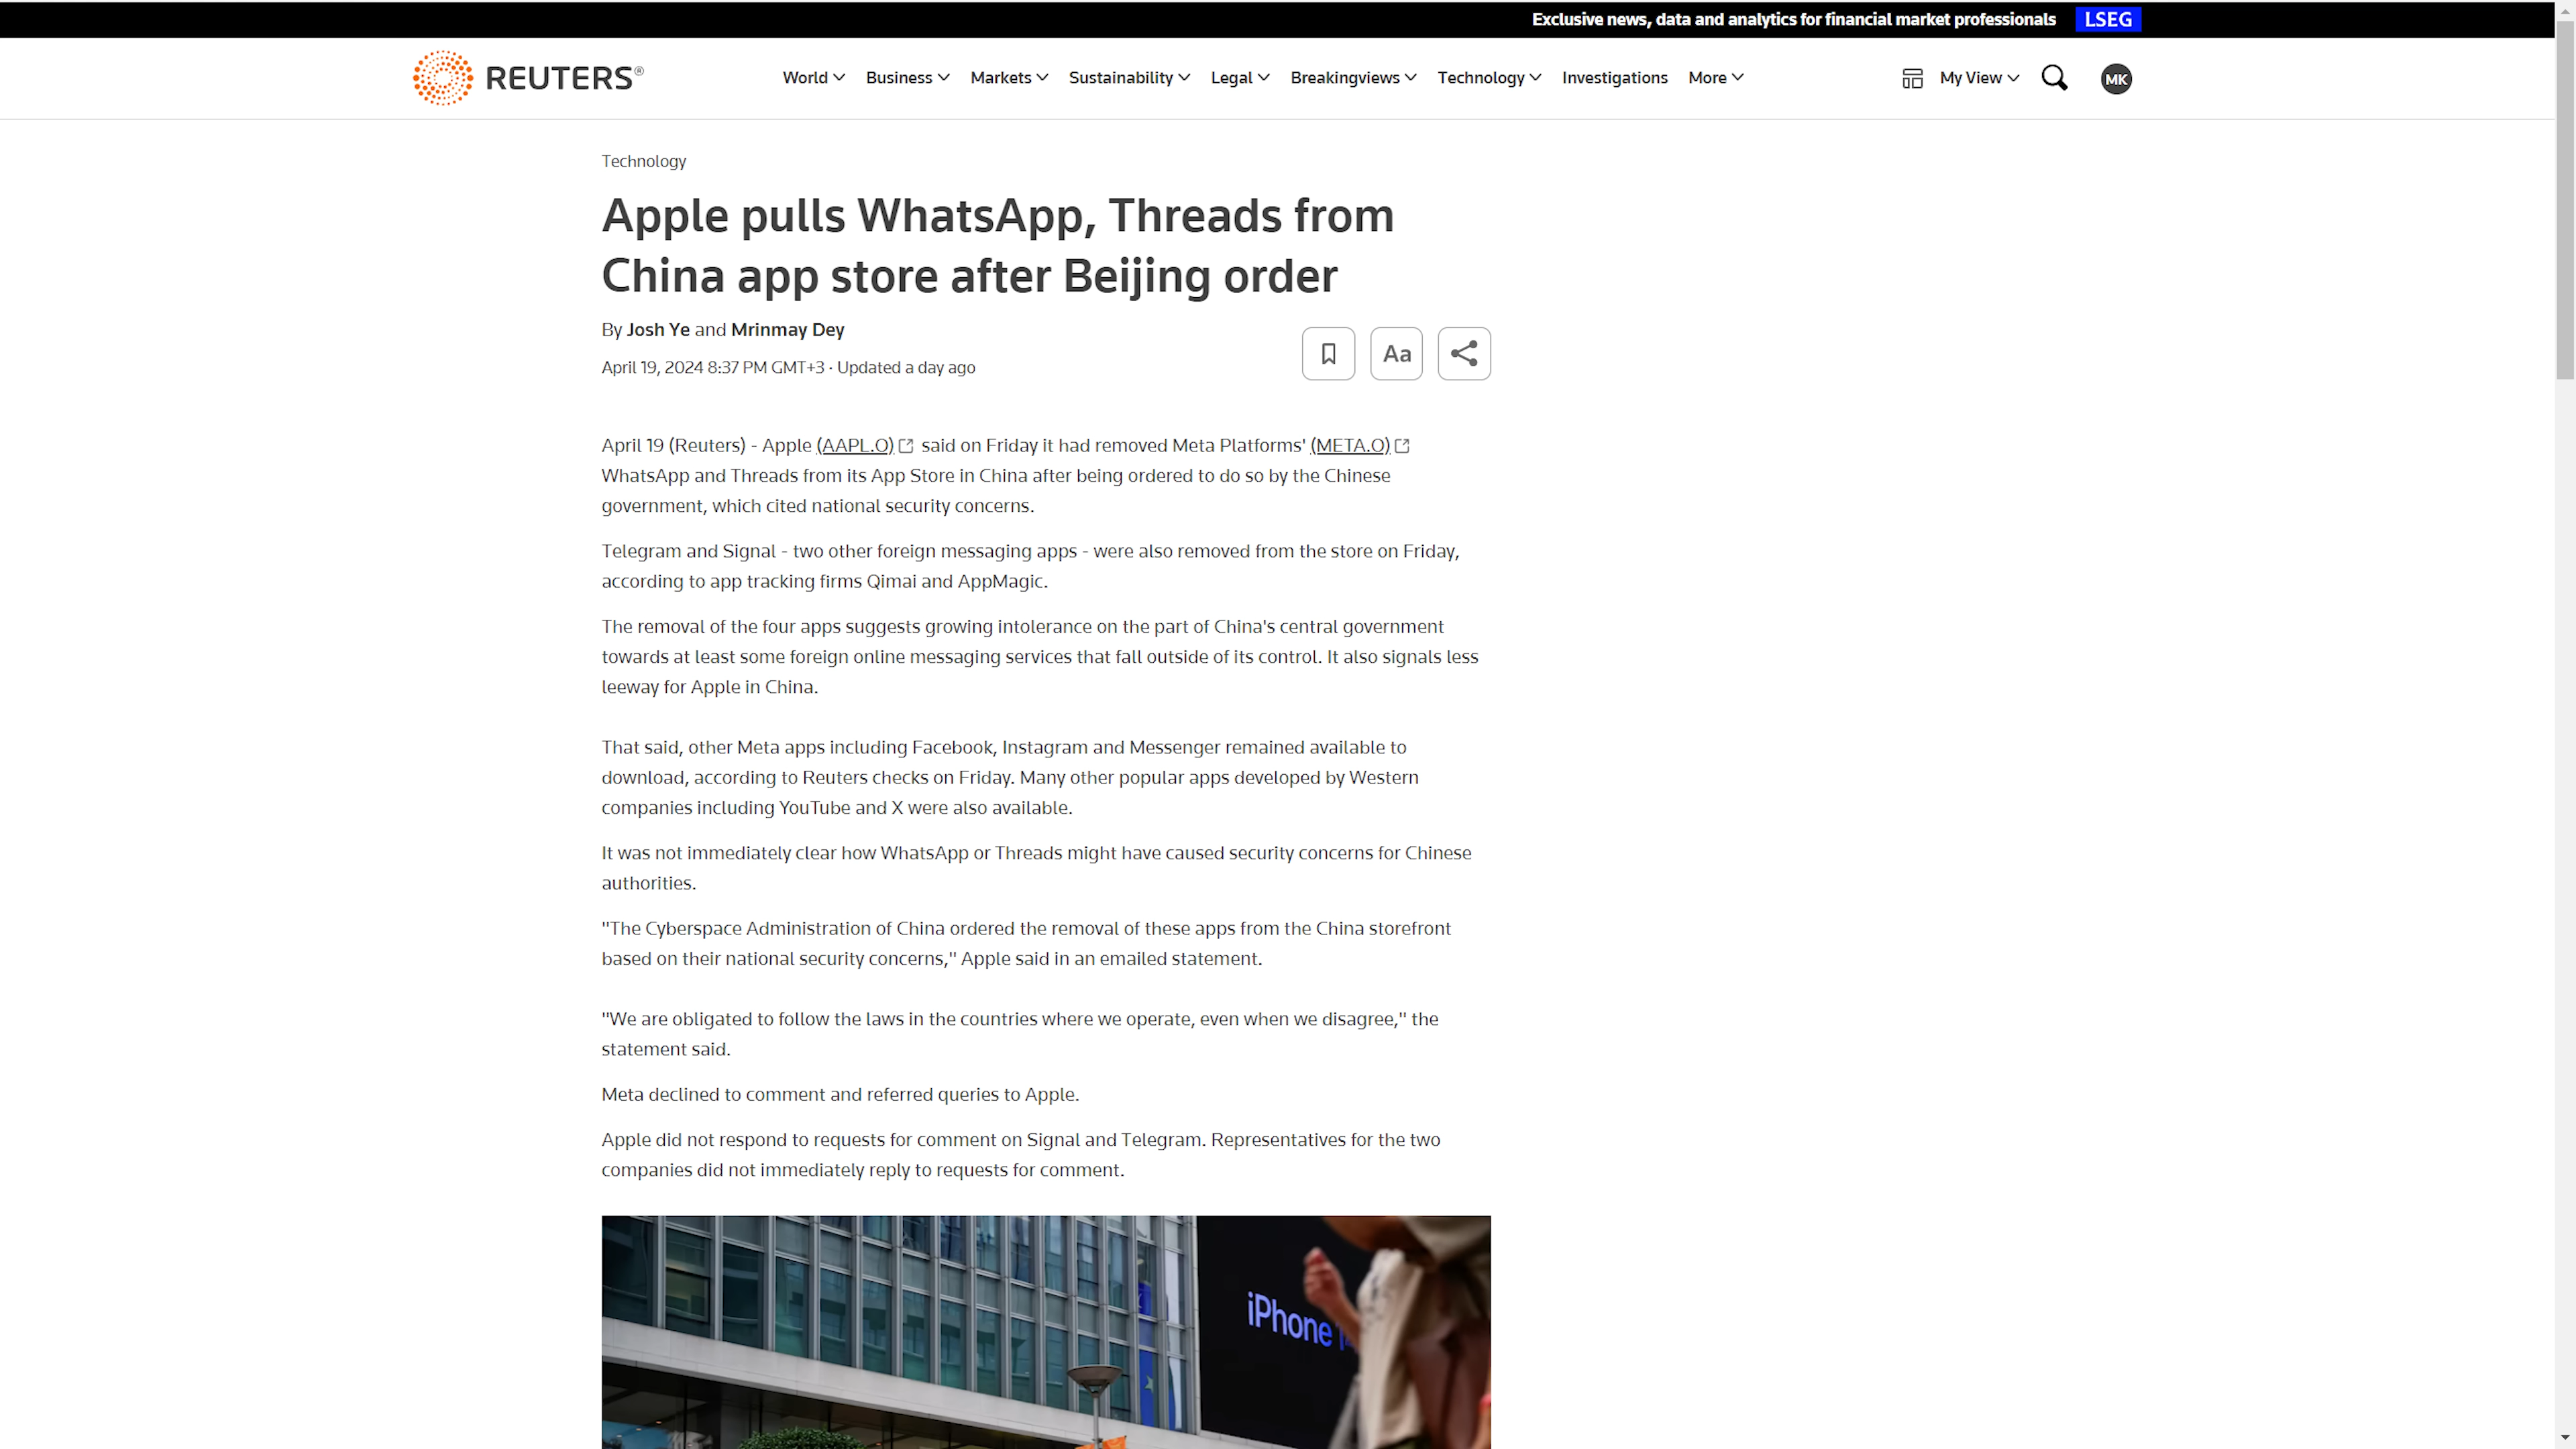 Exclusive news, data and analytics for financial market professionals LSEG
REUTERS®
World Business Markets Sustainability Legal Breakingviews Technology Investigations More
My View
MK
Technology
Apple pulls WhatsApp, Threads from
China app store after Beijing order
By Josh Ye and Mrinmay Dey
April 19, 2024 8:37 PM GMT+3 · Updated a day ago
Aa
April 19 (Reuters) - Apple (AAPL.O) said on Friday it had removed Meta Platforms' (META.O)
WhatsApp and Threads from its App Store in China after being ordered to do so by the Chinese
government, which cited national security concerns.
Telegram and Signal - two other foreign messaging apps - were also removed from the store on Friday,
according to app tracking firms Qimai and AppMagic.
The removal of the four apps suggests growing intolerance on the part of China's central government
towards at least some foreign online messaging services that fall outside of its control. It also signals less
leeway for Apple in China.
That said, other Meta apps including Facebook, Instagram and Messenger remained available to
download, according to Reuters checks on Friday. Many other popular apps developed by Western
companies including YouTube and X were also available.
It was not immediately clear how WhatsApp or Threads might have caused security concerns for Chinese
authorities.
"The Cyberspace Administration of China ordered the removal of these apps from the China storefront
based on their national security concerns," Apple said in an emailed statement.
"We are obligated to follow the laws in the countries where we operate, even when we disagree," the
statement said.
Meta declined to comment and referred queries to Apple.
Apple did not respond to requests for comment on Signal and Telegram. Representatives for the two
companies did not immediately reply to requests for comment.
iPhone